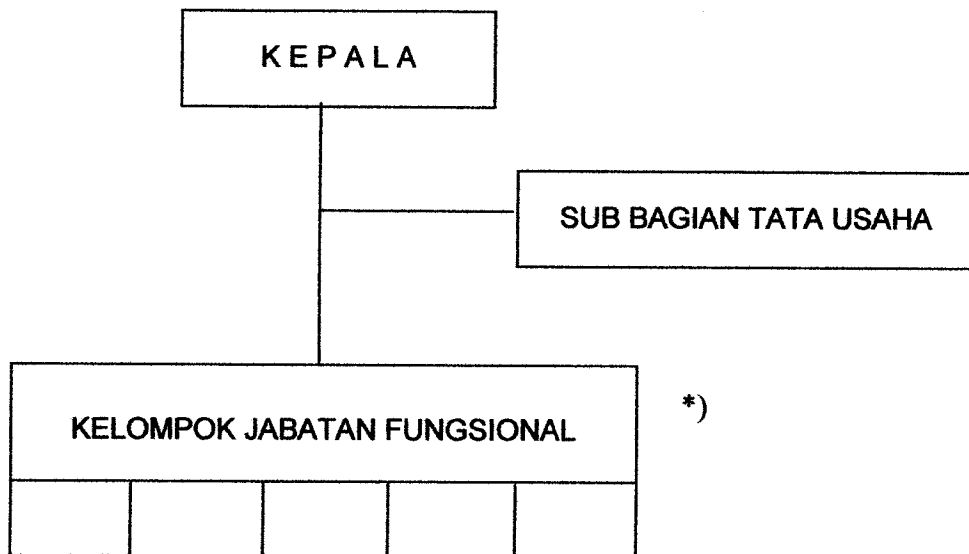 KEPALA
SUB BAGIAN TATA USAHA
KELOMPOK JABATAN FUNGSIONAL
*)